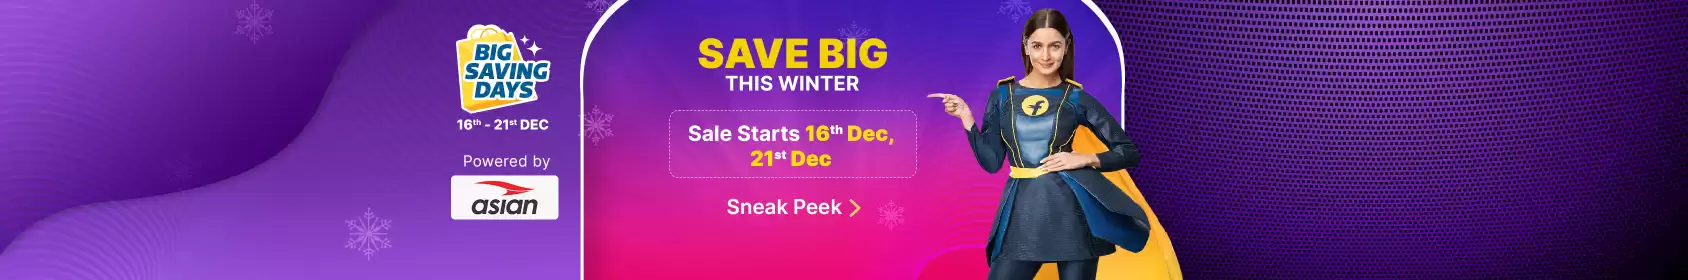 BIG
SAVING
DAYS
16th - 21st DEC
Powered by
asian
SAVE BIG
THIS WINTER
Sale Starts 16th Dec,
21st Dec
Sneak Peek
f